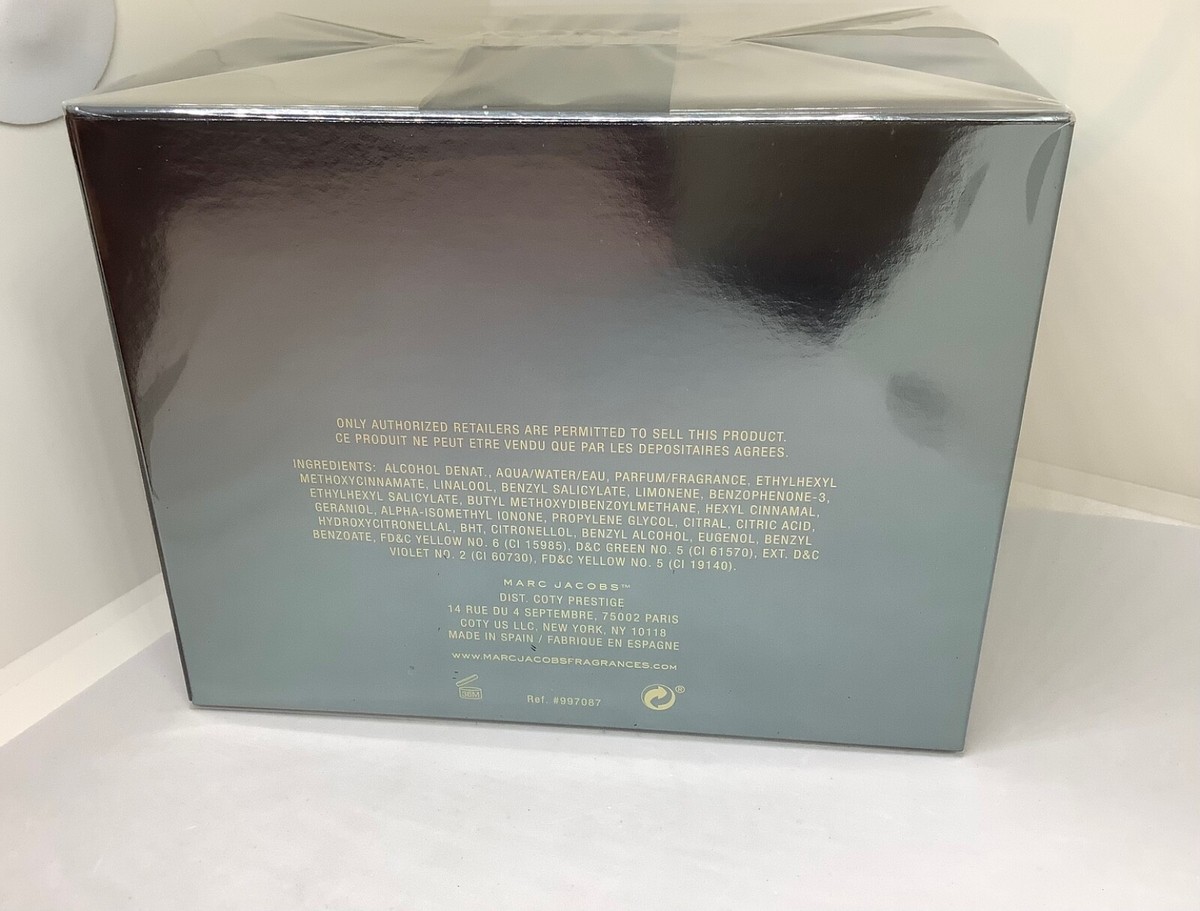 ONLY AUTHORIZED RETAILERS ARE PERMITTED TO SELL THIS PRODUCT.
CE PRODUIT NE PEUT ETRE VENDU QUE PAR LES DEPOSITAIRES AGREES.
INGREDIENTS: ALCOHOL DENAT., AQUA/WATER/EAU, PARFUM/FRAGRANCE, ETHYLHEXYL
METHOXYCINNAMATE, LINALOOL, BENZYL SALICYLATE, LIMONENE, BENZOPHENONE-3,
ETHYLHEXYL SALICYLATE, BUTYL METHOXYDIBENZOYLMETHANE, HEXYL CINNAMAL,
GERANIOL, ALPHA-ISOMETHYL IONONE, PROPYLENE GLYCOL, CITRAL, CITRIC ACID,
HYDROXYCITRONELLAL, BHT, CITRONELLOL, BENZYL ALCOHOL, EUGENOL, BENZYL
BENZOATE, FD&C YELLOW NO. 6 (CI 15985), D&C GREEN NO. 5 (CI 61570), EXT. D&C
VIOLET NO. 2 (CI 60730), FD&C YELLOW NO. 5 (CI 19140).
MARC JACOBS™
DIST. COTY PRESTIGE
14 RUE DU 4 SEPTEMBRE, 75002 PARIS
COTY US LLC, NEW YORK, NY 10118
MADE IN SPAIN / FABRIQUE EN ESPAGNE
WWW.MARCJACOBSFRAGRANCES.COM
36M Ref. #997087 ®